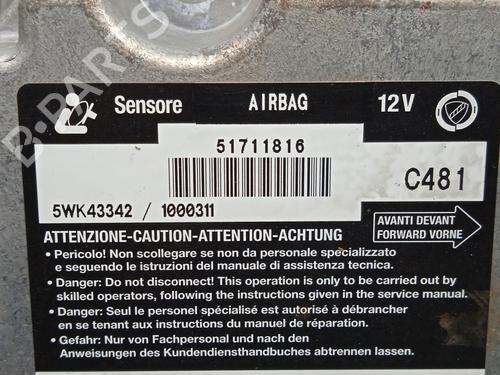 Sensore AIRBAG 12V
51711816
C481
5WK43342 / 1000311
AVANTI DEVANT
FORWARD VORNE
ATTENZIONE-CAUTION-ATTENTION-ACHTUNG
• Pericolo! Non scollegare se non da personale specializzato
e seguendo le istruzioni del manuale di assistenza tecnica.
• Danger: Do not disconnect! This operation is only to be carried out by
skilled operators, following the instructions given in the service manual.
• Danger: Seul le personel spécialisé est autorisé à débrancher
en se tenant aux instructions du manuel de réparation.
• Gefahr: Nur von Fachpersonal und nach den
Anweisungen des Kundendiensthandbuches abtrennen lassen.
B-PARTS